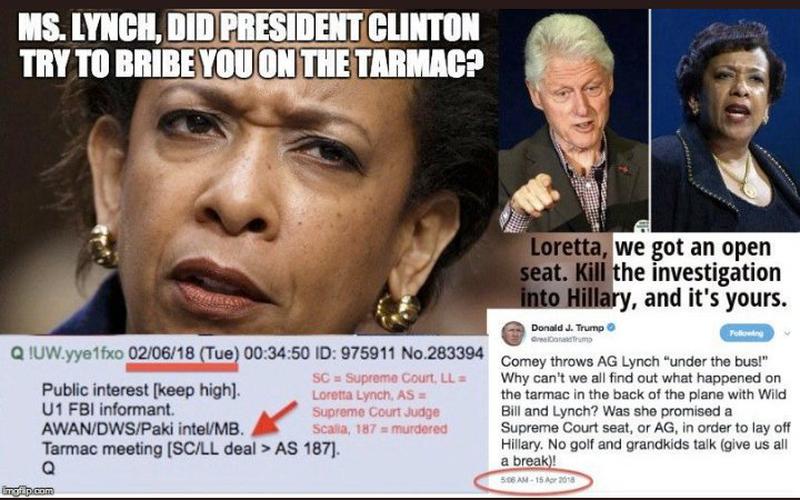 MS. LYNCH, DID PRESIDENT CLINTON
TRY TO BRIBE YOU ON THE TARMAC?
Loretta, we got an open
seat. Kill the investigation
into Hillary, and it's yours.
Q !UW.yye1fxo 02/06/18 (Tue) 00:34:50 ID: 975911 No.283394
Public interest [keep high].
U1 FBI informant.
AWAN/DWS/Paki intel/MB.
Tarmac meeting [SC/LL deal > AS 187].
Q
SC = Supreme Court, LL =
Loretta Lynch, AS =
Supreme Court Judge
Scalia, 187 = murdered
Donald J. Trump
@realDonaldTrump
Following
Comey throws AG Lynch “under the bus!”
Why can't we all find out what happened on
the tarmac in the back of the plane with Wild
Bill and Lynch? Was she promised a
Supreme Court seat, or AG, in order to lay off
Hillary. No golf and grandkids talk (give us all
a break)!
5:06 AM - 15 Apr 2018
imgflip.com